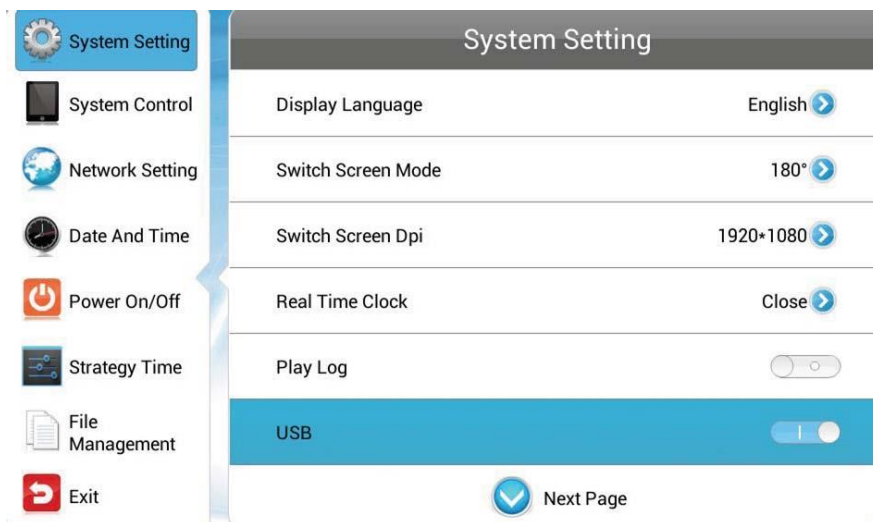 System Setting
System Control
Network Setting
Date And Time
Power On/Off
Strategy Time
File
Management
Exit
System Setting
Display Language English
Switch Screen Mode 180°
Switch Screen Dpi 1920*1080
Real Time Clock Close
Play Log
USB
Next Page